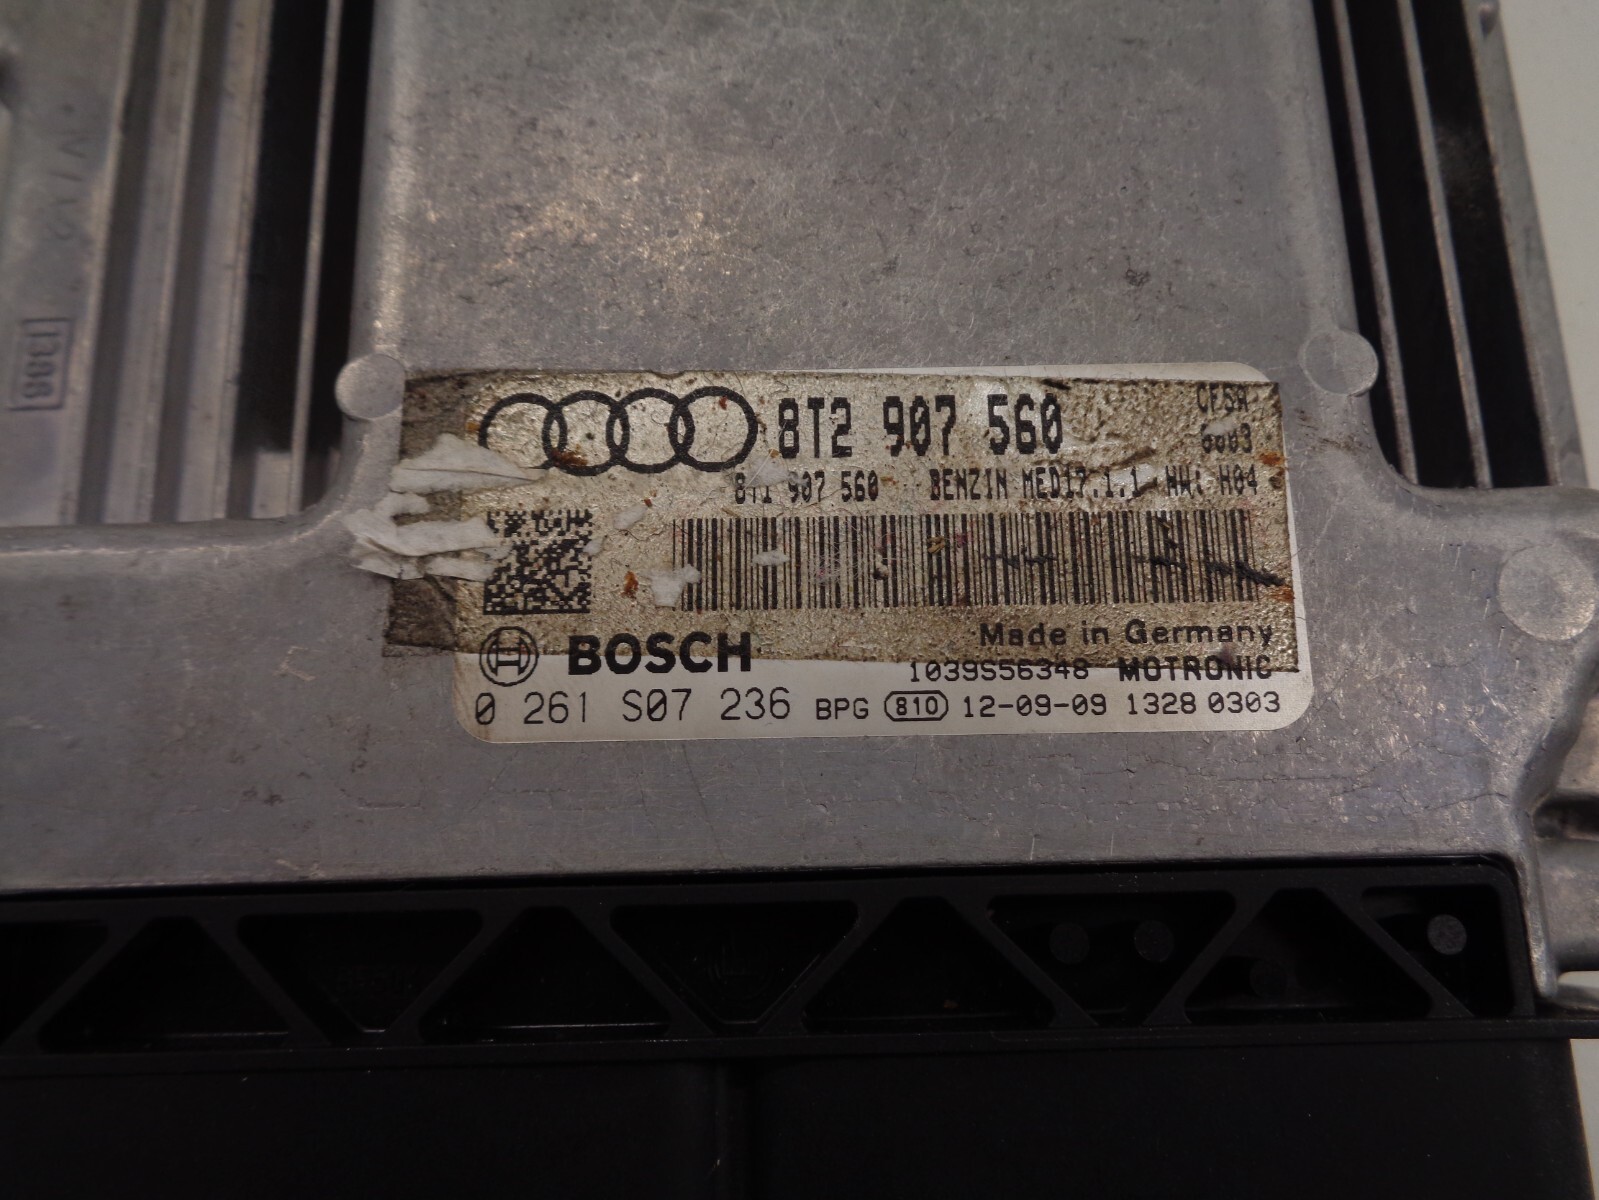 8T2 907 560 CFSA
0003
8T1 907 560 BENZIN MED17.1.1 HW: H04
Made in Germany
BOSCH
1039S56348 MOTRONIC
0 261 S07 236 BPG 810 12-09-09 1328 0303